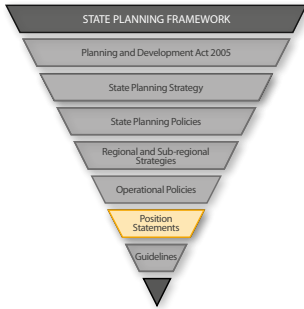 STATE PLANNING FRAMEWORK
Planning and Development Act 2005
State Planning Strategy
State Planning Policies
Regional and Sub-regional
Strategies
Operational Policies
Position
Statements
Guidelines